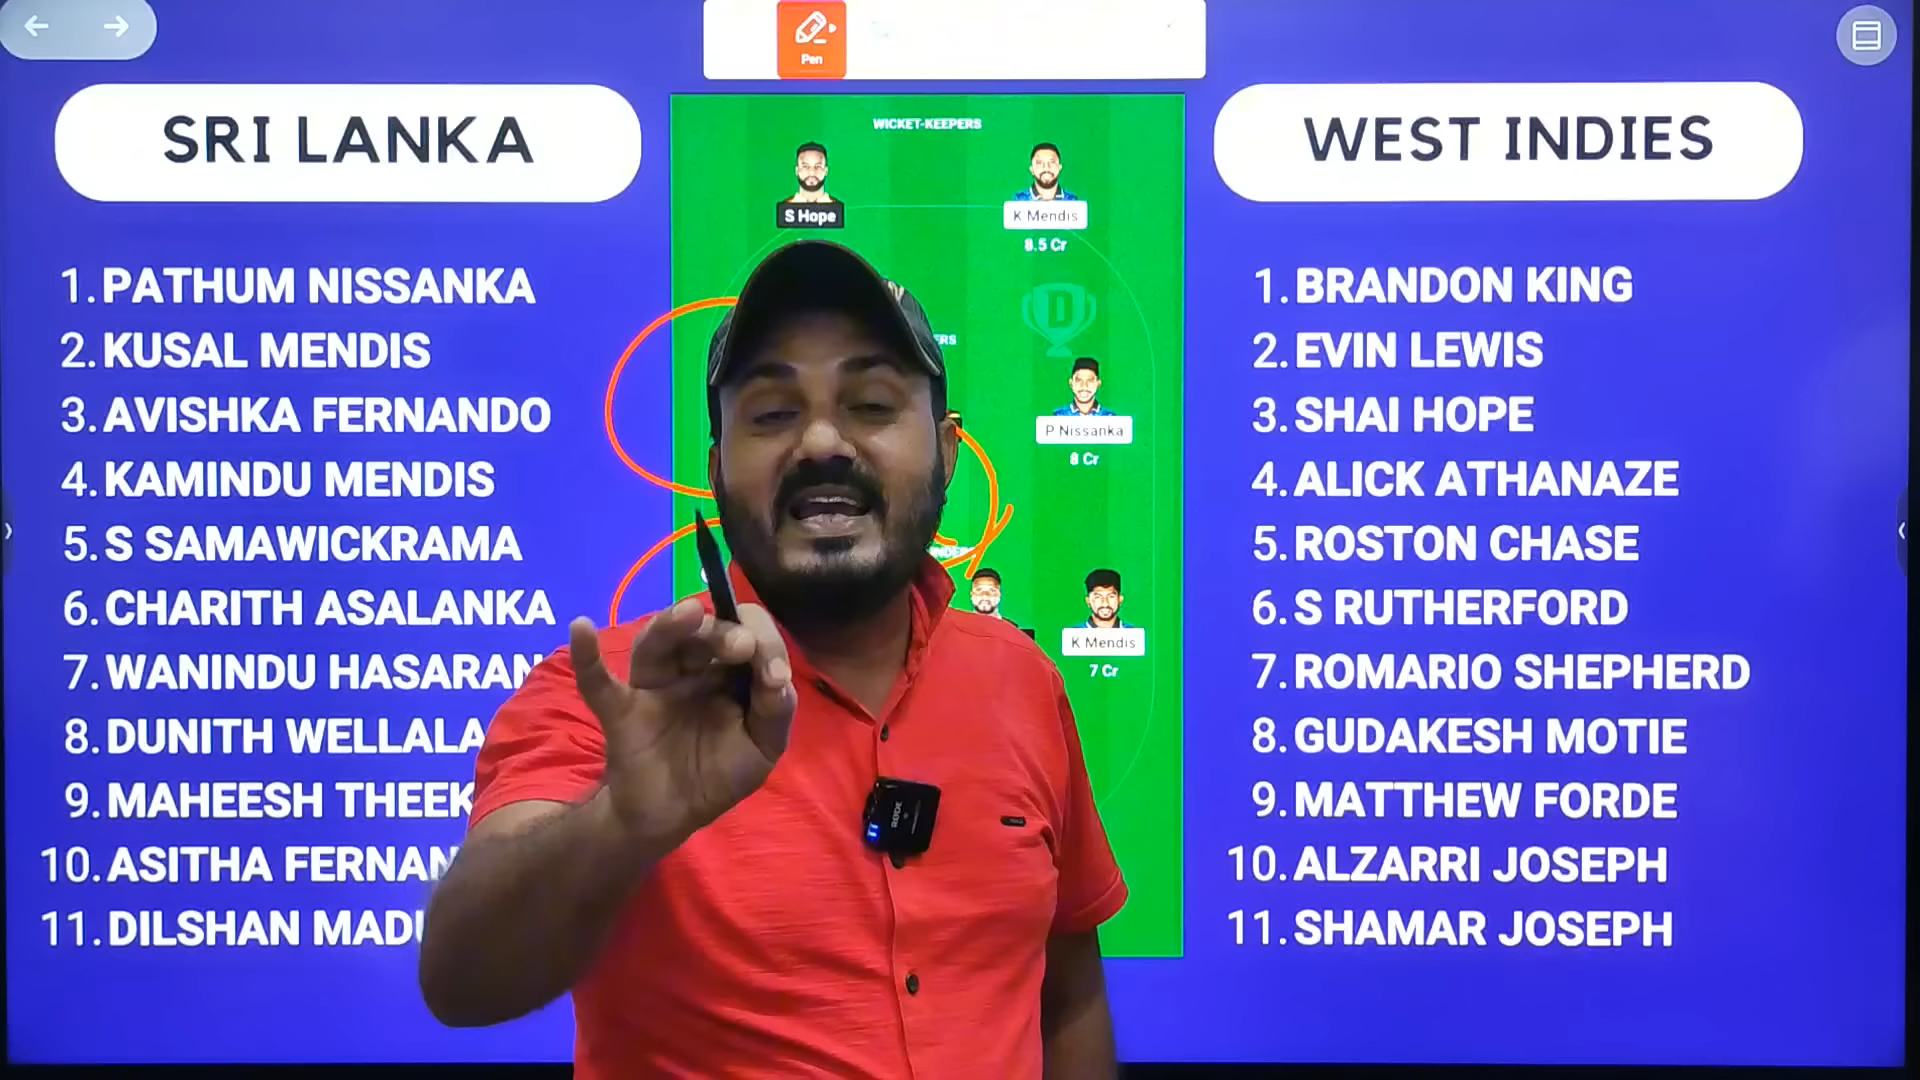 Pen
SRI LANKA
1. PATHUM NISSANKA
2. KUSAL MENDIS
3. AVISHKA FERNANDO
4. KAMINDU MENDIS
5. S SAMAWICKRAMA
6. CHARITH ASALANKA
7. WANINDU HASARAN
8. DUNITH WELLALA
9. MAHEESH THEEK
10. ASITHA FERNAN
11. DILSHAN MADU
WICKET-KEEPERS
S Hope
K Mendis
8.5 Cr
D
ERS
P Nissanka
8 Cr
NDERS
K Mendis
7 Cr
RODE
WEST INDIES
1. BRANDON KING
2. EVIN LEWIS
3. SHAI HOPE
4. ALICK ATHANAZE
5. ROSTON CHASE
6. S RUTHERFORD
7. ROMARIO SHEPHERD
8. GUDAKESH MOTIE
9. MATTHEW FORDE
10. ALZARRI JOSEPH
11. SHAMAR JOSEPH